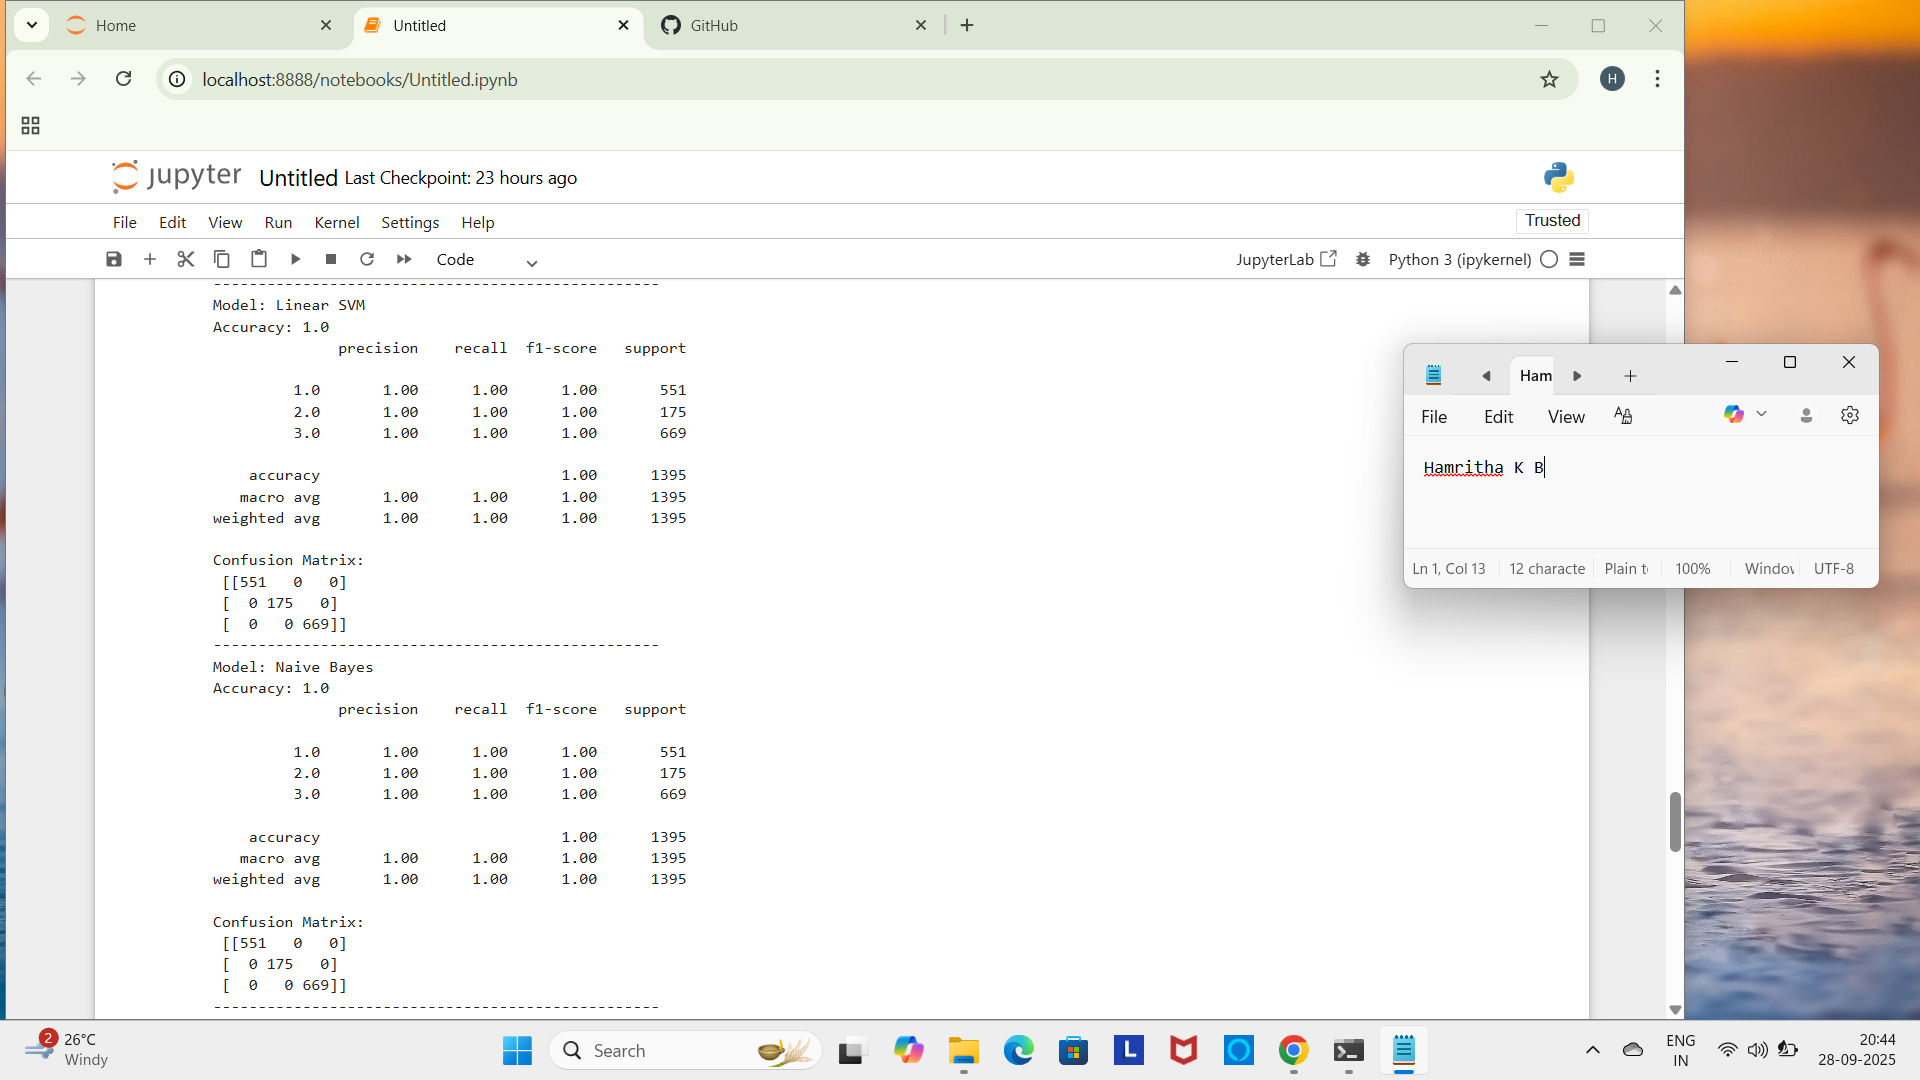 Home
Untitled
GitHub
localhost:8888/notebooks/Untitled.ipynb
H
jupyter Untitled Last Checkpoint: 23 hours ago
File Edit View Run Kernel Settings Help
Trusted
Code
JupyterLab
Python 3 (ipykernel)
-------------------------------------------------- 
Model: Linear SVM
Accuracy: 1.0
precision recall f1-score support
1.0 1.00 1.00 1.00 551
2.0 1.00 1.00 1.00 175
3.0 1.00 1.00 1.00 669
accuracy 1.00 1395
macro avg 1.00 1.00 1.00 1395
weighted avg 1.00 1.00 1.00 1395
Confusion Matrix:
[[551 0 0]
[ 0 175 0]
[ 0 0 669]]
--------------------------------------------------
Model: Naive Bayes
Accuracy: 1.0
precision recall f1-score support
1.0 1.00 1.00 1.00 551
2.0 1.00 1.00 1.00 175
3.0 1.00 1.00 1.00 669
accuracy 1.00 1395
macro avg 1.00 1.00 1.00 1395
weighted avg 1.00 1.00 1.00 1395
Confusion Matrix:
[[551 0 0]
[ 0 175 0]
[ 0 0 669]]
--------------------------------------------------
Ham
File Edit View
Hamritha K B
Ln 1, Col 13 12 characte Plain t 100% Windov UTF-8
2
26°C
Windy
Search
L
ENG
IN
20:44
28-09-2025